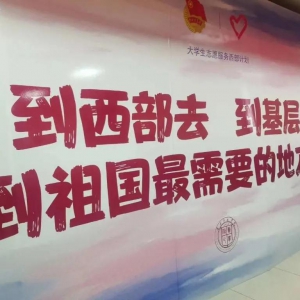 大学生志愿服务西部计划
到西部去 到基层
到祖国最需要的地方